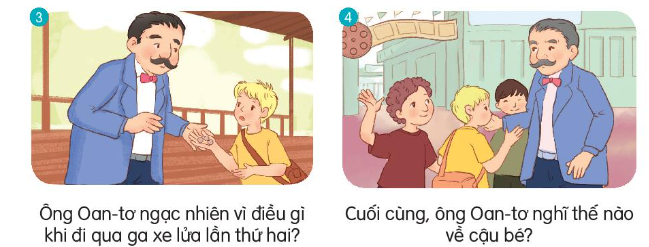 3
4
Ông Oan-tơ ngạc nhiên vì điều gì
khi đi qua ga xe lửa lần thứ hai?
Cuối cùng, ông Oan-tơ nghĩ thế nào
về cậu bé?